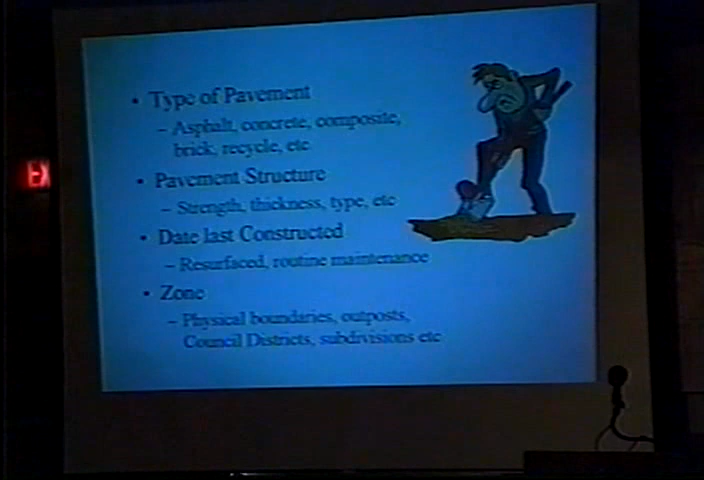 • Type of Pavement
– Asphalt, concrete, composite,
brick, recycle, etc
• Pavement Structure
– Strength, thickness, type, etc
• Date last Constructed
– Resurfaced, routine maintenance
• Zone
– Physical boundaries, outposts,
Council Districts, subdivisions etc
EX